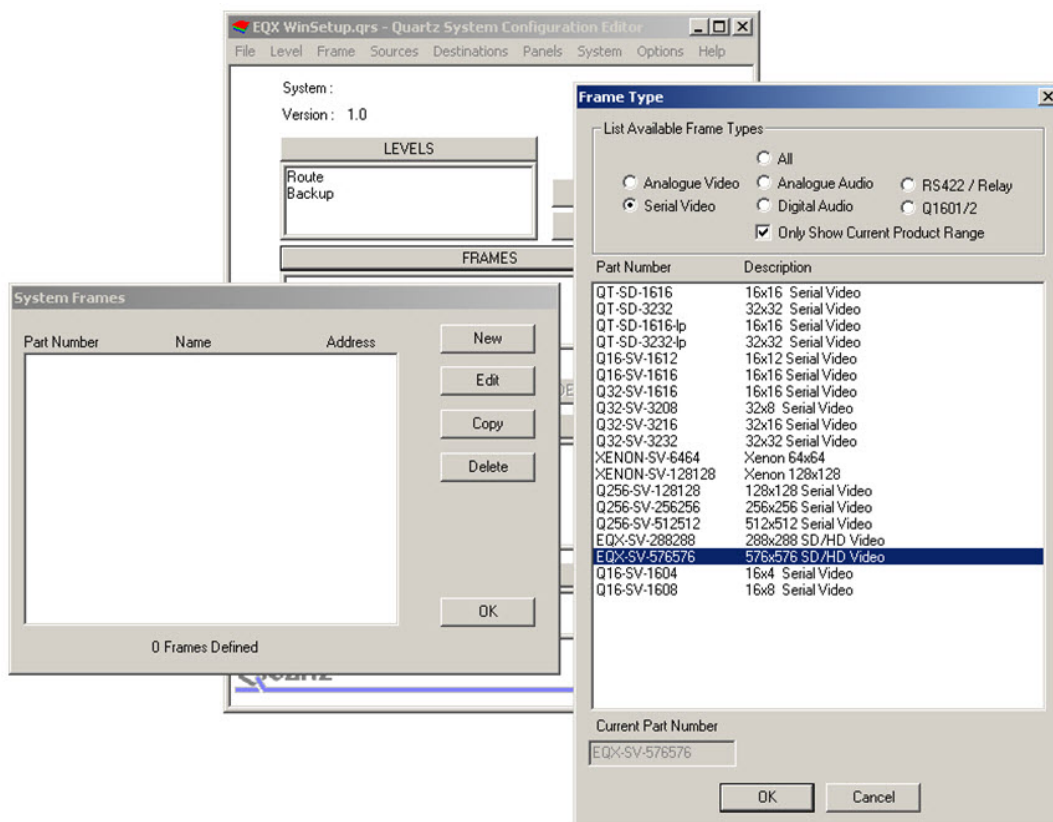 EQX WinSetup.qrs - Quartz System Configuration Editor
File Level Frame Sources Destinations Panels System Options Help
System :
Version : 1.0
LEVELS
Route
Backup
FRAMES
System Frames
Part Number Name Address
New
Edit
Copy
Delete
OK
0 Frames Defined
Frame Type
List Available Frame Types
All
Analogue Video Analogue Audio RS422 / Relay
Serial Video Digital Audio Q1601/2
Only Show Current Product Range
Part Number Description
QT-SD-1616 16x16 Serial Video
QT-SD-3232 32x32 Serial Video
QT-SD-1616-lp 16x16 Serial Video
QT-SD-3232-lp 32x32 Serial Video
Q16-SV-1612 16x12 Serial Video
Q16-SV-1616 16x16 Serial Video
Q32-SV-1616 16x16 Serial Video
Q32-SV-3208 32x8 Serial Video
Q32-SV-3216 32x16 Serial Video
Q32-SV-3232 32x32 Serial Video
XENON-SV-6464 Xenon 64x64
XENON-SV-128128 Xenon 128x128
Q256-SV-128128 128x128 Serial Video
Q256-SV-256256 256x256 Serial Video
Q256-SV-512512 512x512 Serial Video
EQX-SV-288288 288x288 SD/HD Video
EQX-SV-576576 576x576 SD/HD Video
Q16-SV-1604 16x4 Serial Video
Q16-SV-1608 16x8 Serial Video
Current Part Number
EQX-SV-576576
OK
Cancel